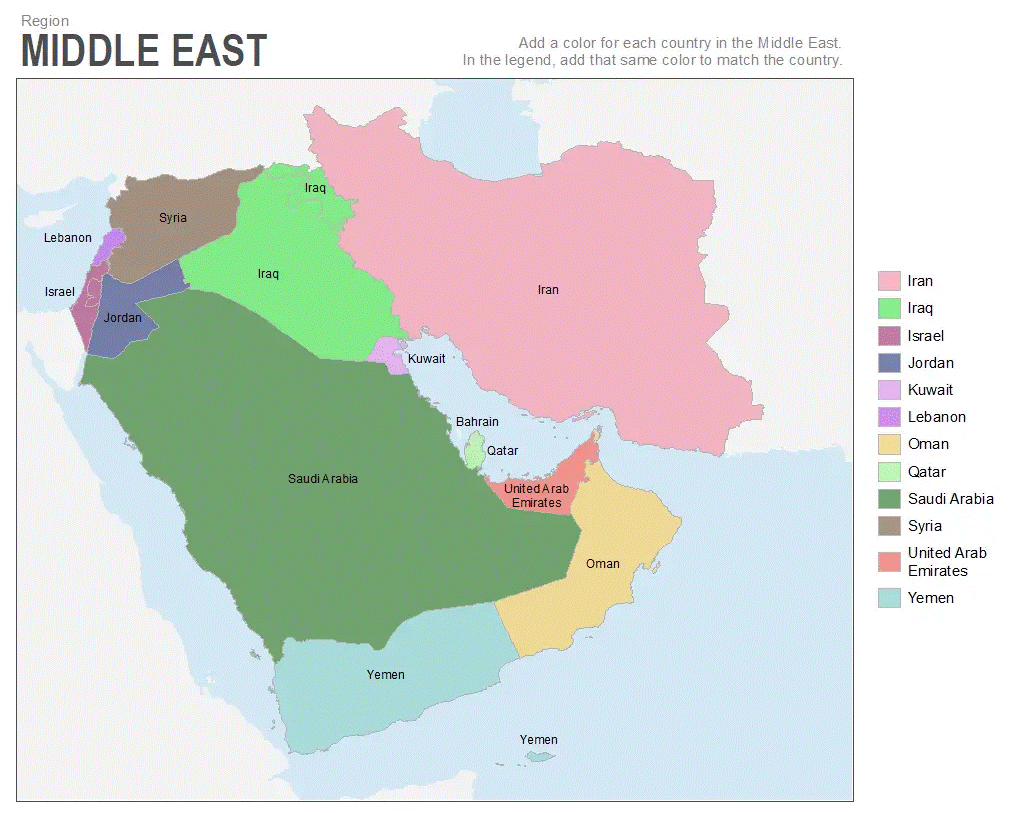 Region
MIDDLE EAST
Add a color for each country in the Middle East.
In the legend, add that same color to match the country.
Iraq
Syria
Lebanon
Iraq
Israel
Iran
Jordan
Kuwait
Bahrain
Qatar
Saudi Arabia
United Arab
Emirates
Oman
Yemen
Yemen
Iran
Iraq
Israel
Jordan
Kuwait
Lebanon
Oman
Qatar
Saudi Arabia
Syria
United Arab
Emirates
Yemen